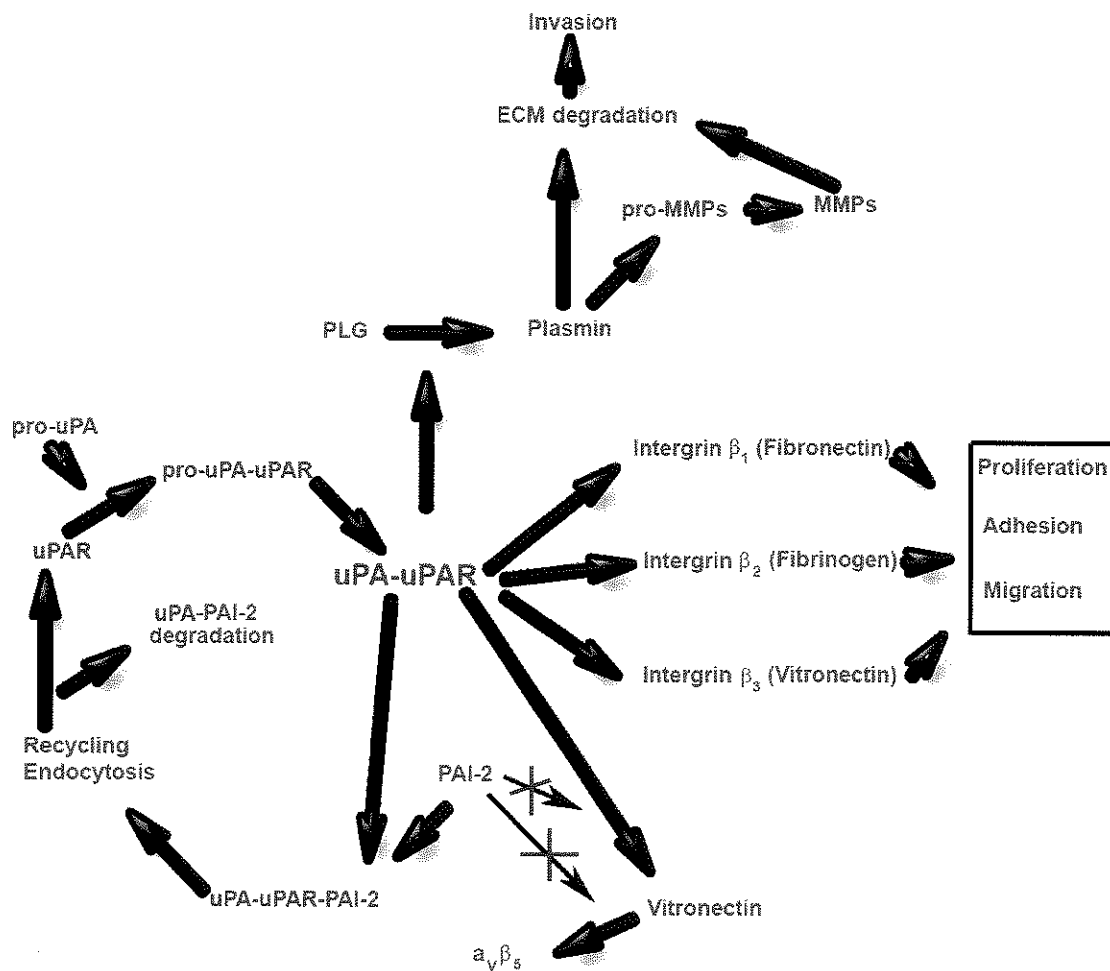 Invasion
ECM degradation
pro-MMPs
MMPs
PLG
Plasmin
pro-uPA
pro-uPA-uPAR
Intergrin β₁ (Fibronectin)
Proliferation
uPAR
uPA-uPAR
Intergrin β₂ (Fibrinogen)
Adhesion
Migration
uPA-PAI-2
degradation
Intergrin β₃ (Vitronectin)
Recycling
Endocytosis
PAI-2
uPA-uPAR-PAI-2
Vitronectin
aᵥβ₅